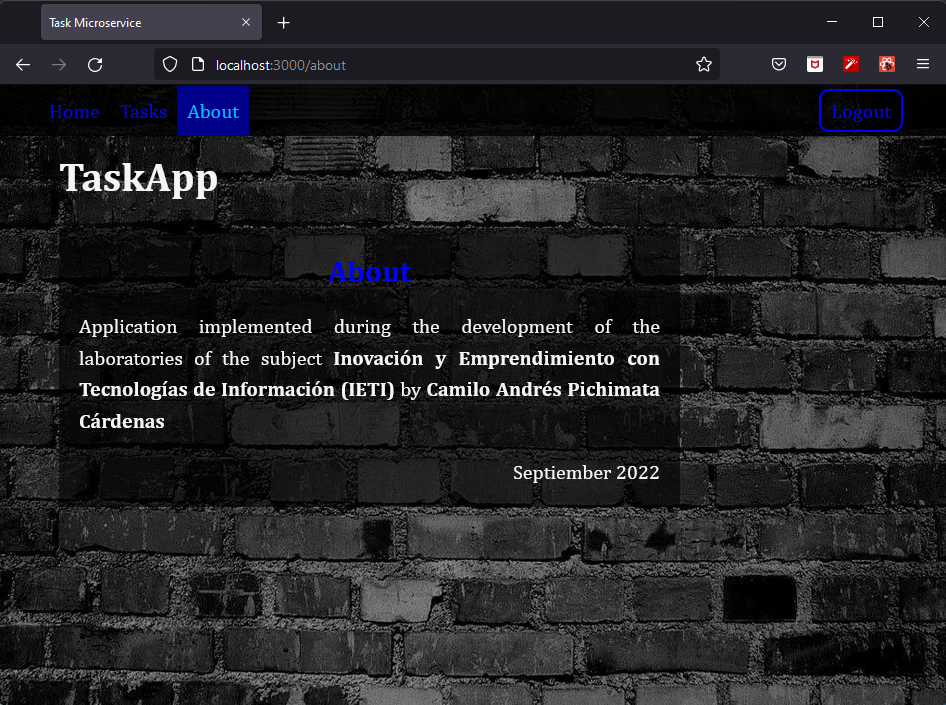 Task Microservice
localhost:3000/about
Home Tasks About Logout
TaskApp
About
Application implemented during the development of the
laboratories of the subject Inovación y Emprendimiento con
Tecnologías de Información (IETI) by Camilo Andrés Pichimata
Cárdenas
Septiember 2022